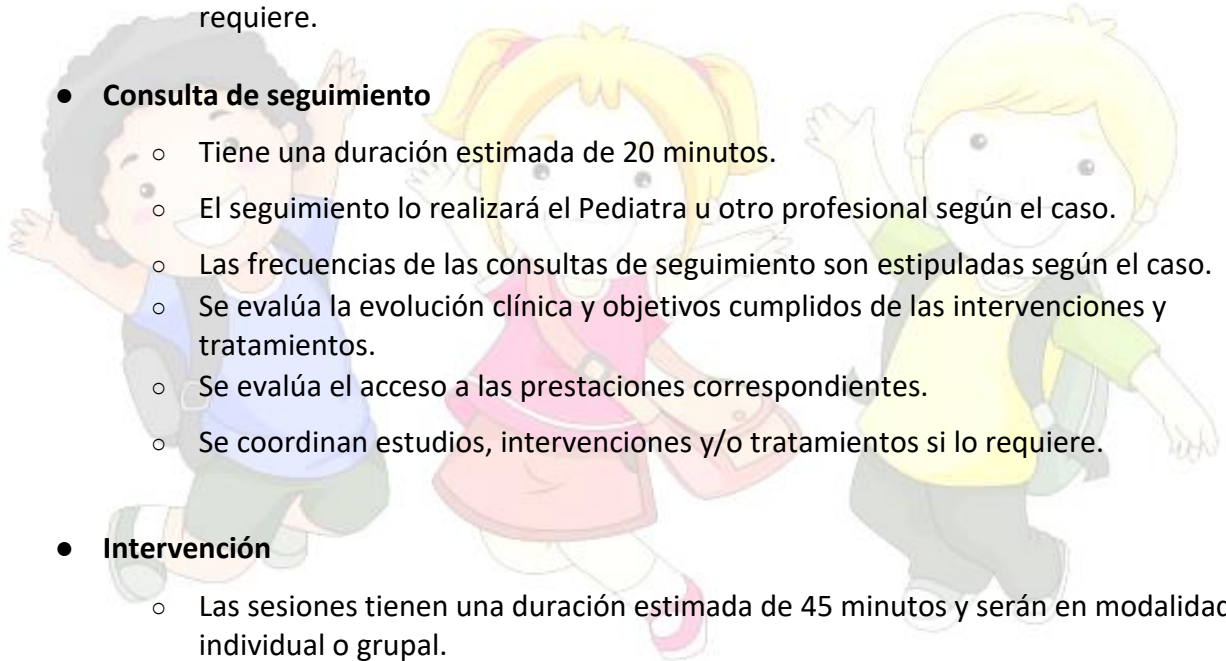 requiere.
● Consulta de seguimiento
○ Tiene una duración estimada de 20 minutos.
○ El seguimiento lo realizará el Pediatra u otro profesional según el caso.
○ Las frecuencias de las consultas de seguimiento son estipuladas según el caso.
○ Se evalúa la evolución clínica y objetivos cumplidos de las intervenciones y
tratamientos.
○ Se evalúa el acceso a las prestaciones correspondientes.
○ Se coordinan estudios, intervenciones y/o tratamientos si lo requiere.
● Intervención
○ Las sesiones tienen una duración estimada de 45 minutos y serán en modalidad
individual o grupal.